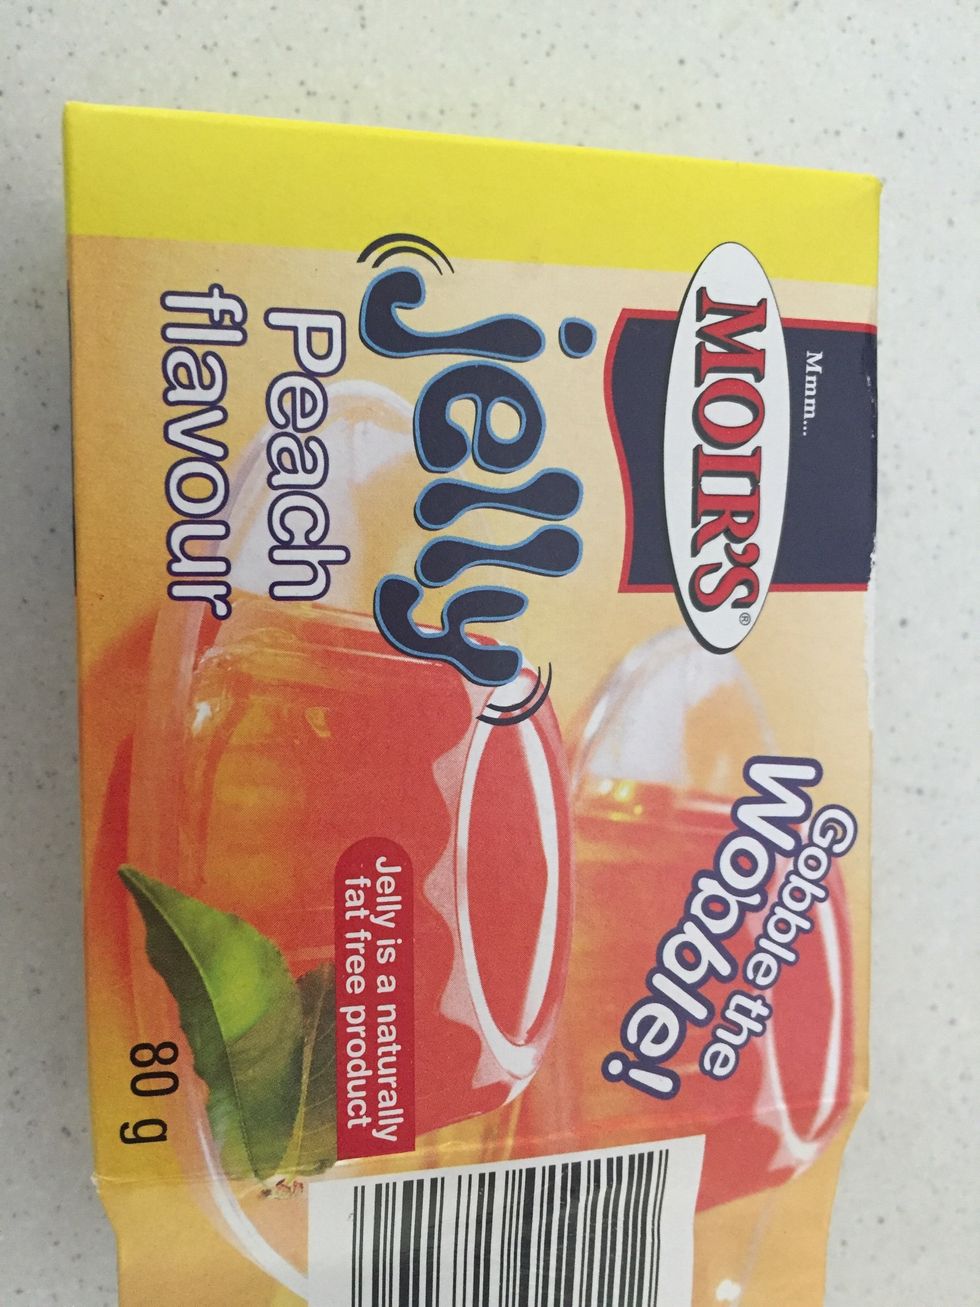 Mmm...
MOIR'S®
Gobble the
Wobble!
jelly
Peach
flavour
Jelly is a naturally
fat free product
80 g